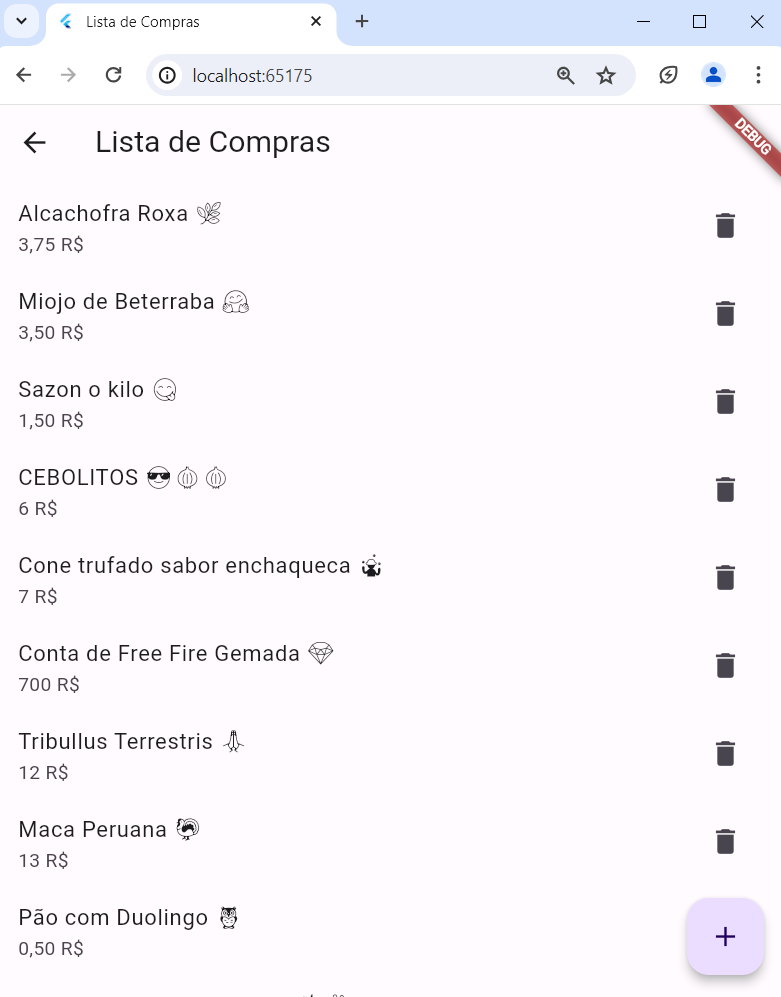 Lista de Compras
localhost:65175
Lista de Compras
DEBUG
Alcachofra Roxa 🌿
3,75 R$
Miojo de Beterraba 🤗
3,50 R$
Sazon o kilo 😋
1,50 R$
CEBOLITOS 😎🧅🧅
6 R$
Cone trufado sabor enchaqueca
7 R$
Conta de Free Fire Gemada 💎
700 R$
Tribullus Terrestris
12 R$
Maca Peruana 🦃
13 R$
Pão com Duolingo 🦉
0,50 R$